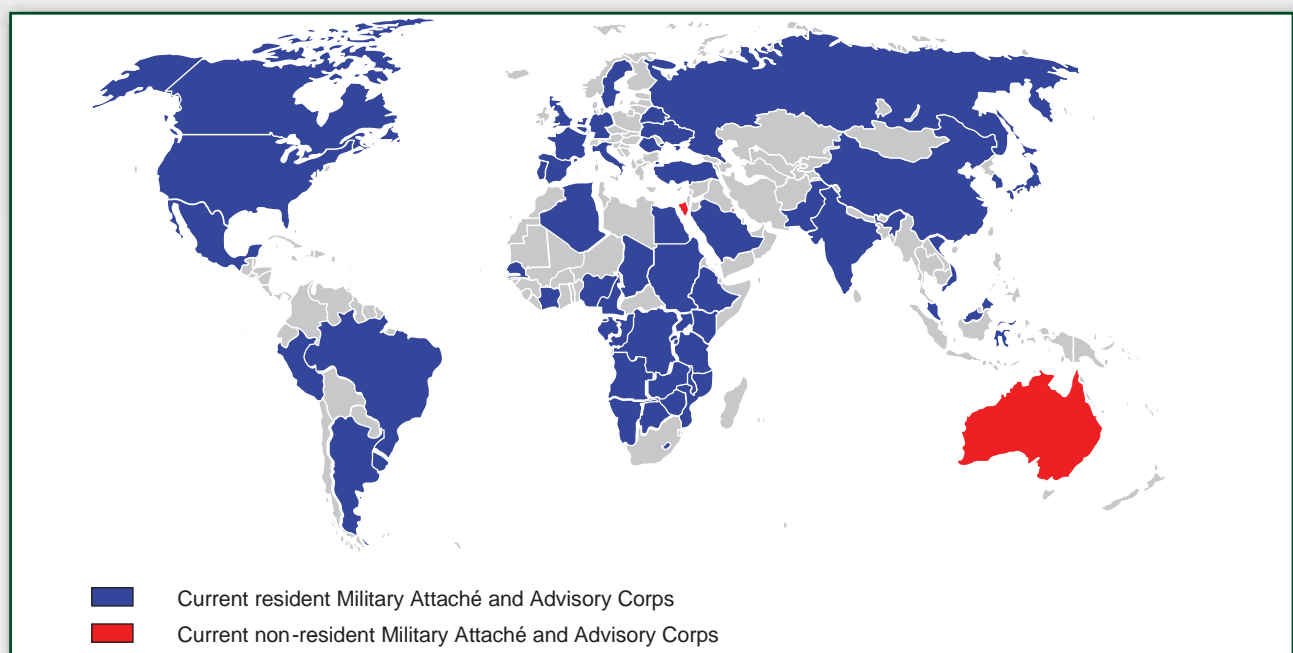 Current resident Military Attaché and Advisory Corps
Current non-resident Military Attaché and Advisory Corps